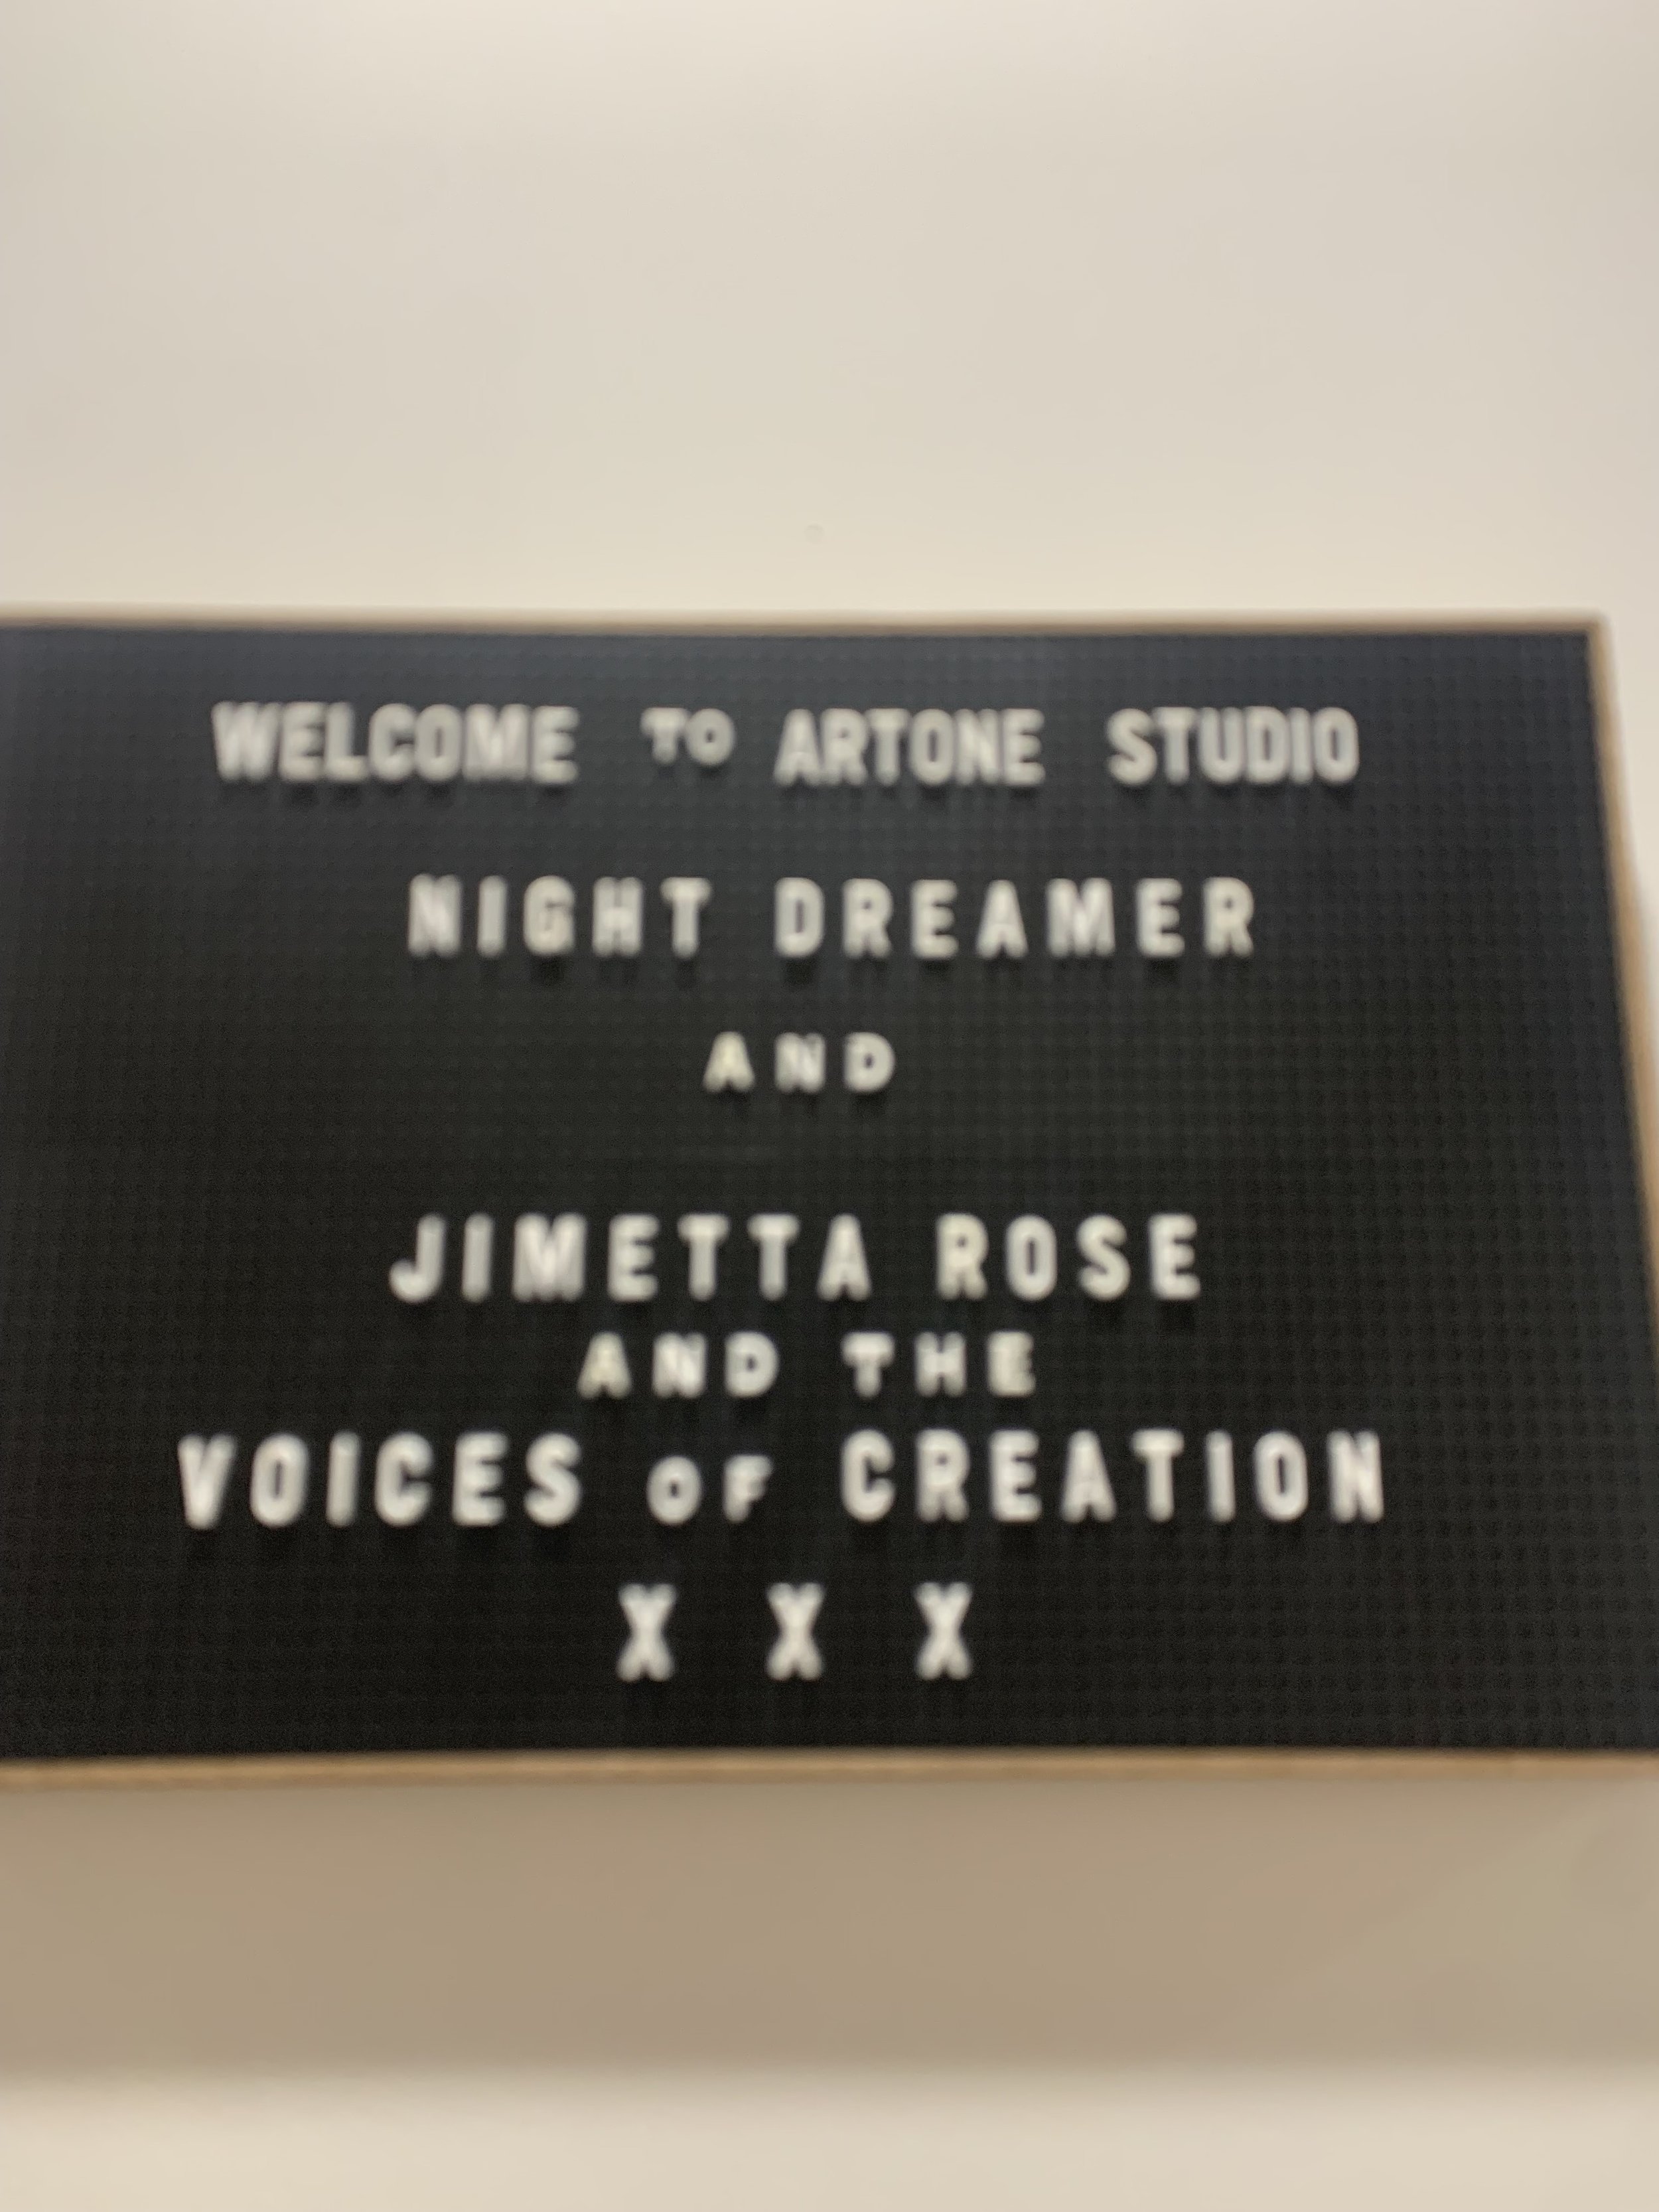 WELCOME TO ARTONE STUDIO
NIGHT DREAMER
AND
JIMETTA ROSE
AND THE
VOICES OF CREATION
X X X